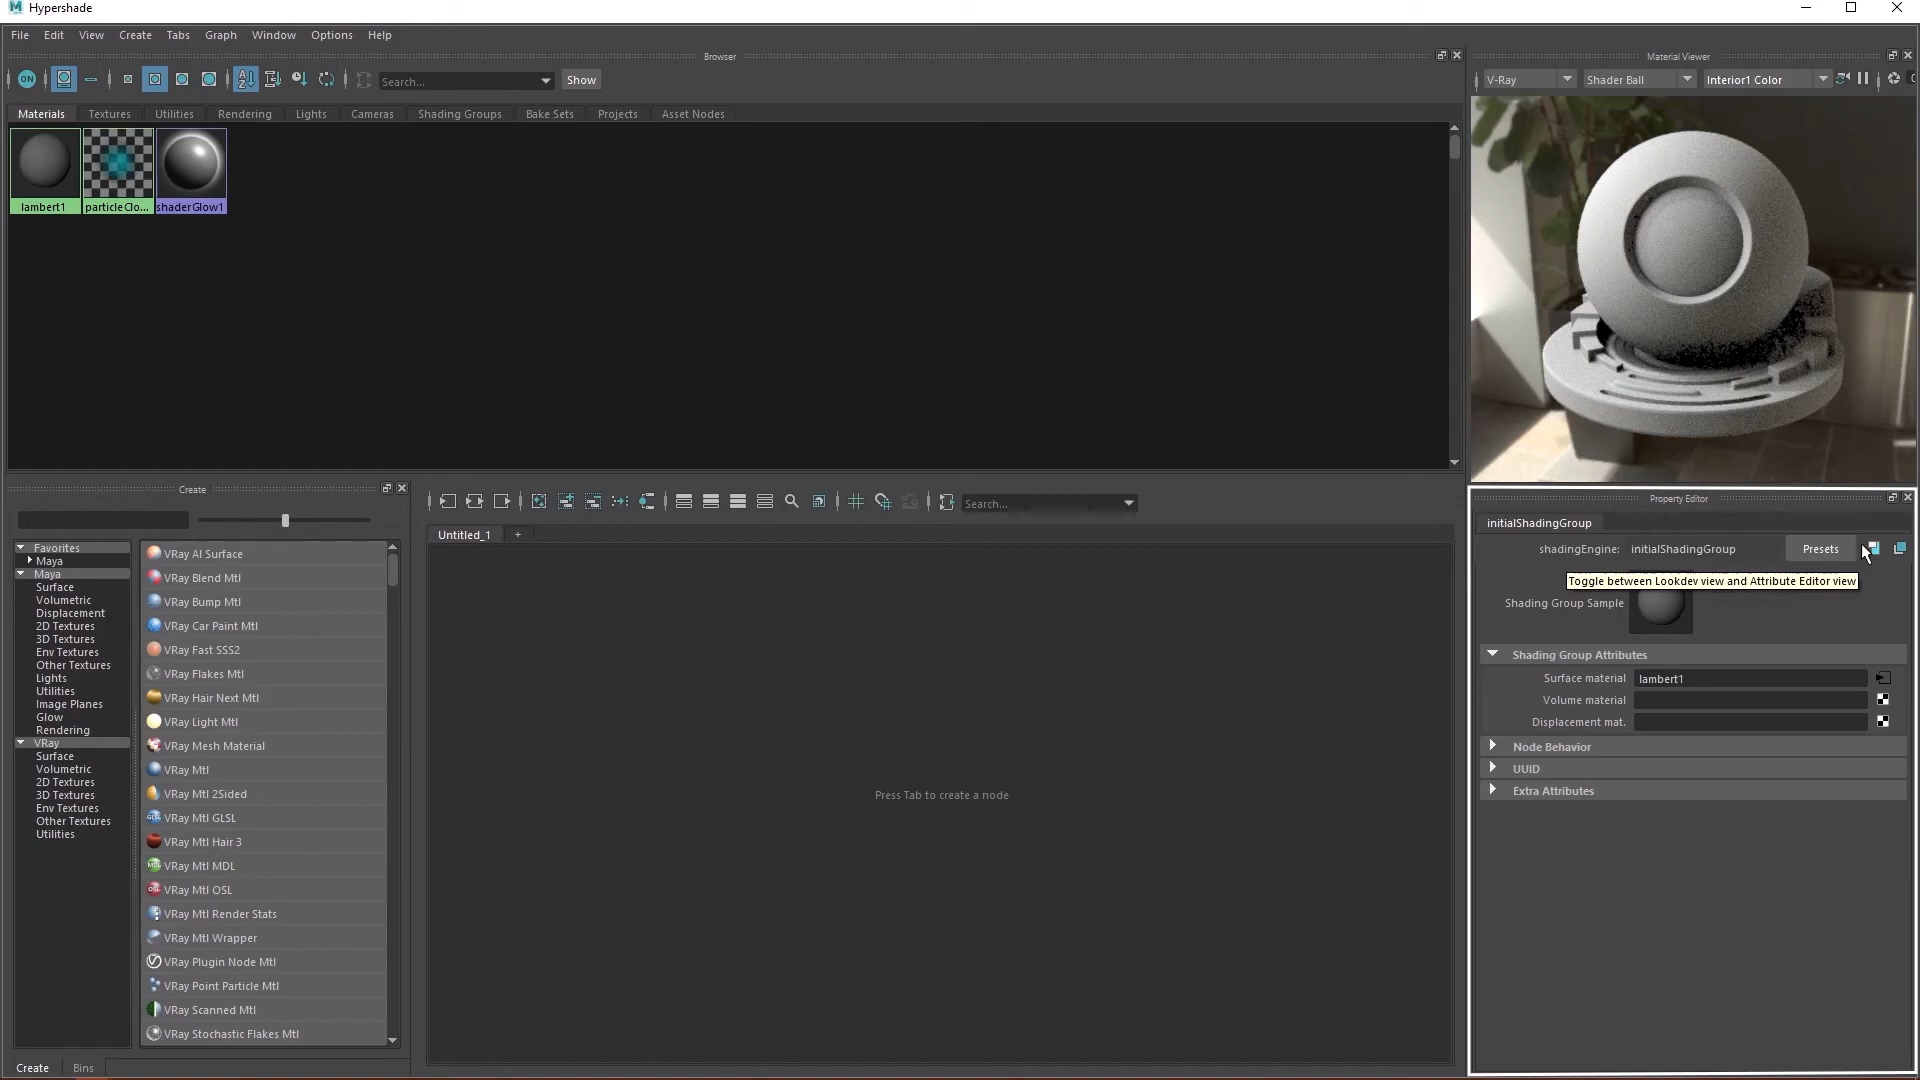 Hypershade
File Edit View Create Tabs Graph Window Options Help
Browser
ON
Search...
Show
Materials Textures Utilities Rendering Lights Cameras Shading Groups Bake Sets Projects Asset Nodes
lambert1 particleClo... shaderGlow1
Material Viewer
V-Ray Shader Ball Interior1 Color
Create
Favorites
Maya
Maya
Surface
Volumetric
Displacement
2D Textures
3D Textures
Env Textures
Other Textures
Lights
Utilities
Image Planes
Glow
Rendering
VRay
Surface
Volumetric
2D Textures
3D Textures
Env Textures
Other Textures
Utilities
VRay Al Surface
VRay Blend Mtl
VRay Bump Mtl
VRay Car Paint Mtl
VRay Fast SSS2
VRay Flakes Mtl
VRay Hair Next Mtl
VRay Light Mtl
VRay Mesh Material
VRay Mtl
VRay Mtl 2Sided
VRay Mtl GLSL
VRay Mtl Hair 3
VRay Mtl MDL
VRay Mtl OSL
VRay Mtl Render Stats
VRay Mtl Wrapper
VRay Plugin Node Mtl
VRay Point Particle Mtl
VRay Scanned Mtl
VRay Stochastic Flakes Mtl
Create Bins
Search...
Untitled_1 +
Press Tab to create a node
Property Editor
initialShadingGroup
shadingEngine: initialShadingGroup Presets
Toggle between Lookdev view and Attribute Editor view
Shading Group Sample
Shading Group Attributes
Surface material lambert1
Volume material
Displacement mat.
Node Behavior
UUID
Extra Attributes